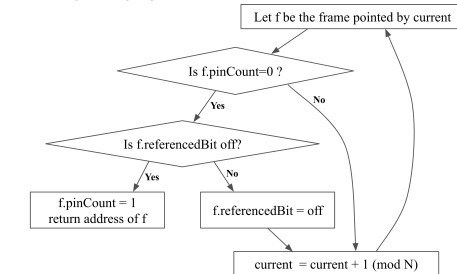 Let f be the frame pointed by current
Is f.pinCount=0 ?
Yes
No
Is f.referencedBit off?
Yes
No
f.pinCount = 1
return address of f
f.referencedBit = off
current = current + 1 (mod N)